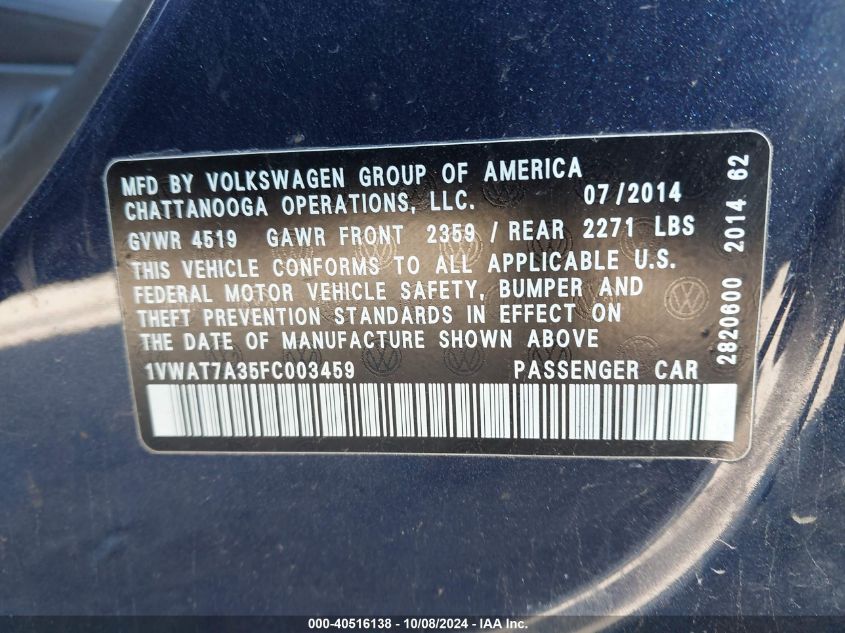 MFD BY VOLKSWAGEN GROUP OF AMERICA
CHATTANOOGA OPERATIONS, LLC. 07/2014
GVWR 4519 GAWR FRONT 2359 / REAR 2271 LBS
THIS VEHICLE CONFORMS TO ALL APPLICABLE U.S.
FEDERAL MOTOR VEHICLE SAFETY, BUMPER AND
THEFT PREVENTION STANDARDS IN EFFECT ON
THE DATE OF MANUFACTURE SHOWN ABOVE
1VWAT7A35FC003459 PASSENGER CAR
2820600 2014 62
000-40516138 - 10/08/2024 - IAA Inc.